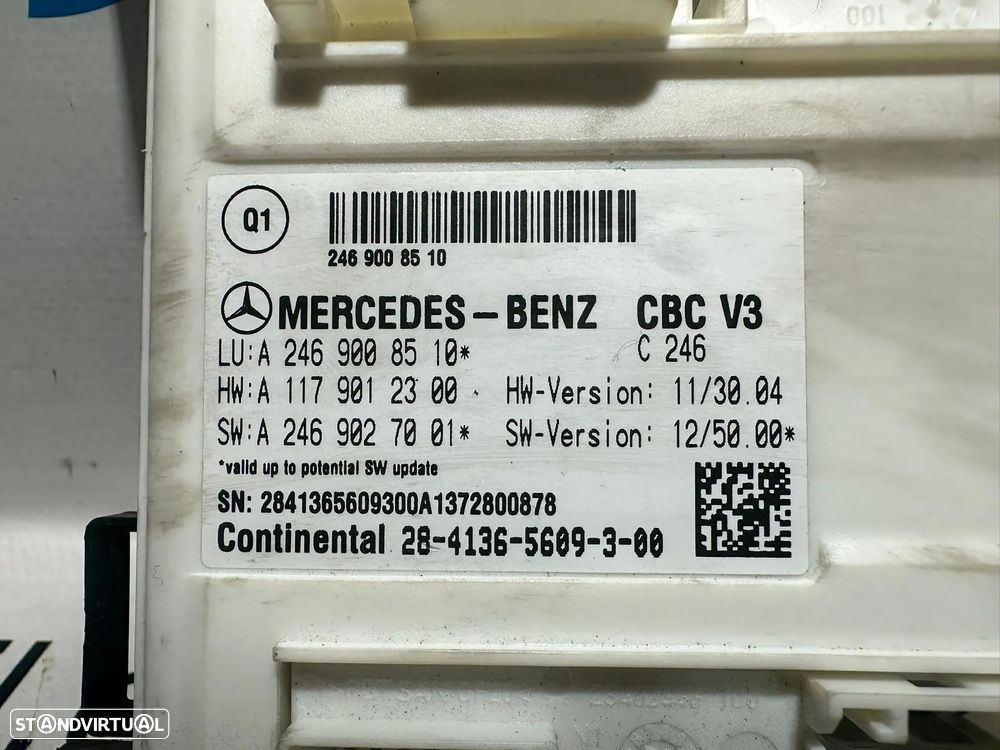 100
Q1
246 900 85 10
MERCEDES-BENZ CBC V3
LU:A 246 900 85 10* C 246
HW:A 117 901 23 00 HW-Version: 11/30.04
SW:A 246 902 70 01* SW-Version: 12/50.00*
*valid up to potential SW update
SN: 2841365609300A1372800878
Continental 28-4136-5609-3-00
3
STANDVIRTUAL